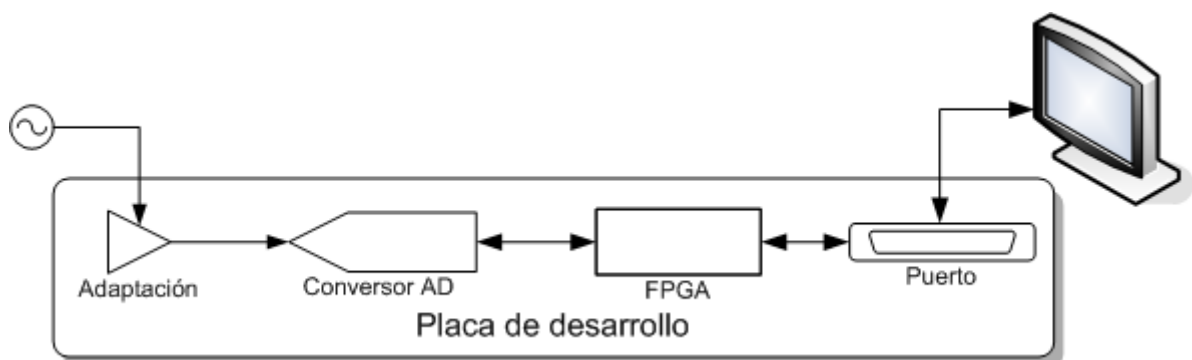 Adaptación
Conversor AD
FPGA
Puerto
Placa de desarrollo